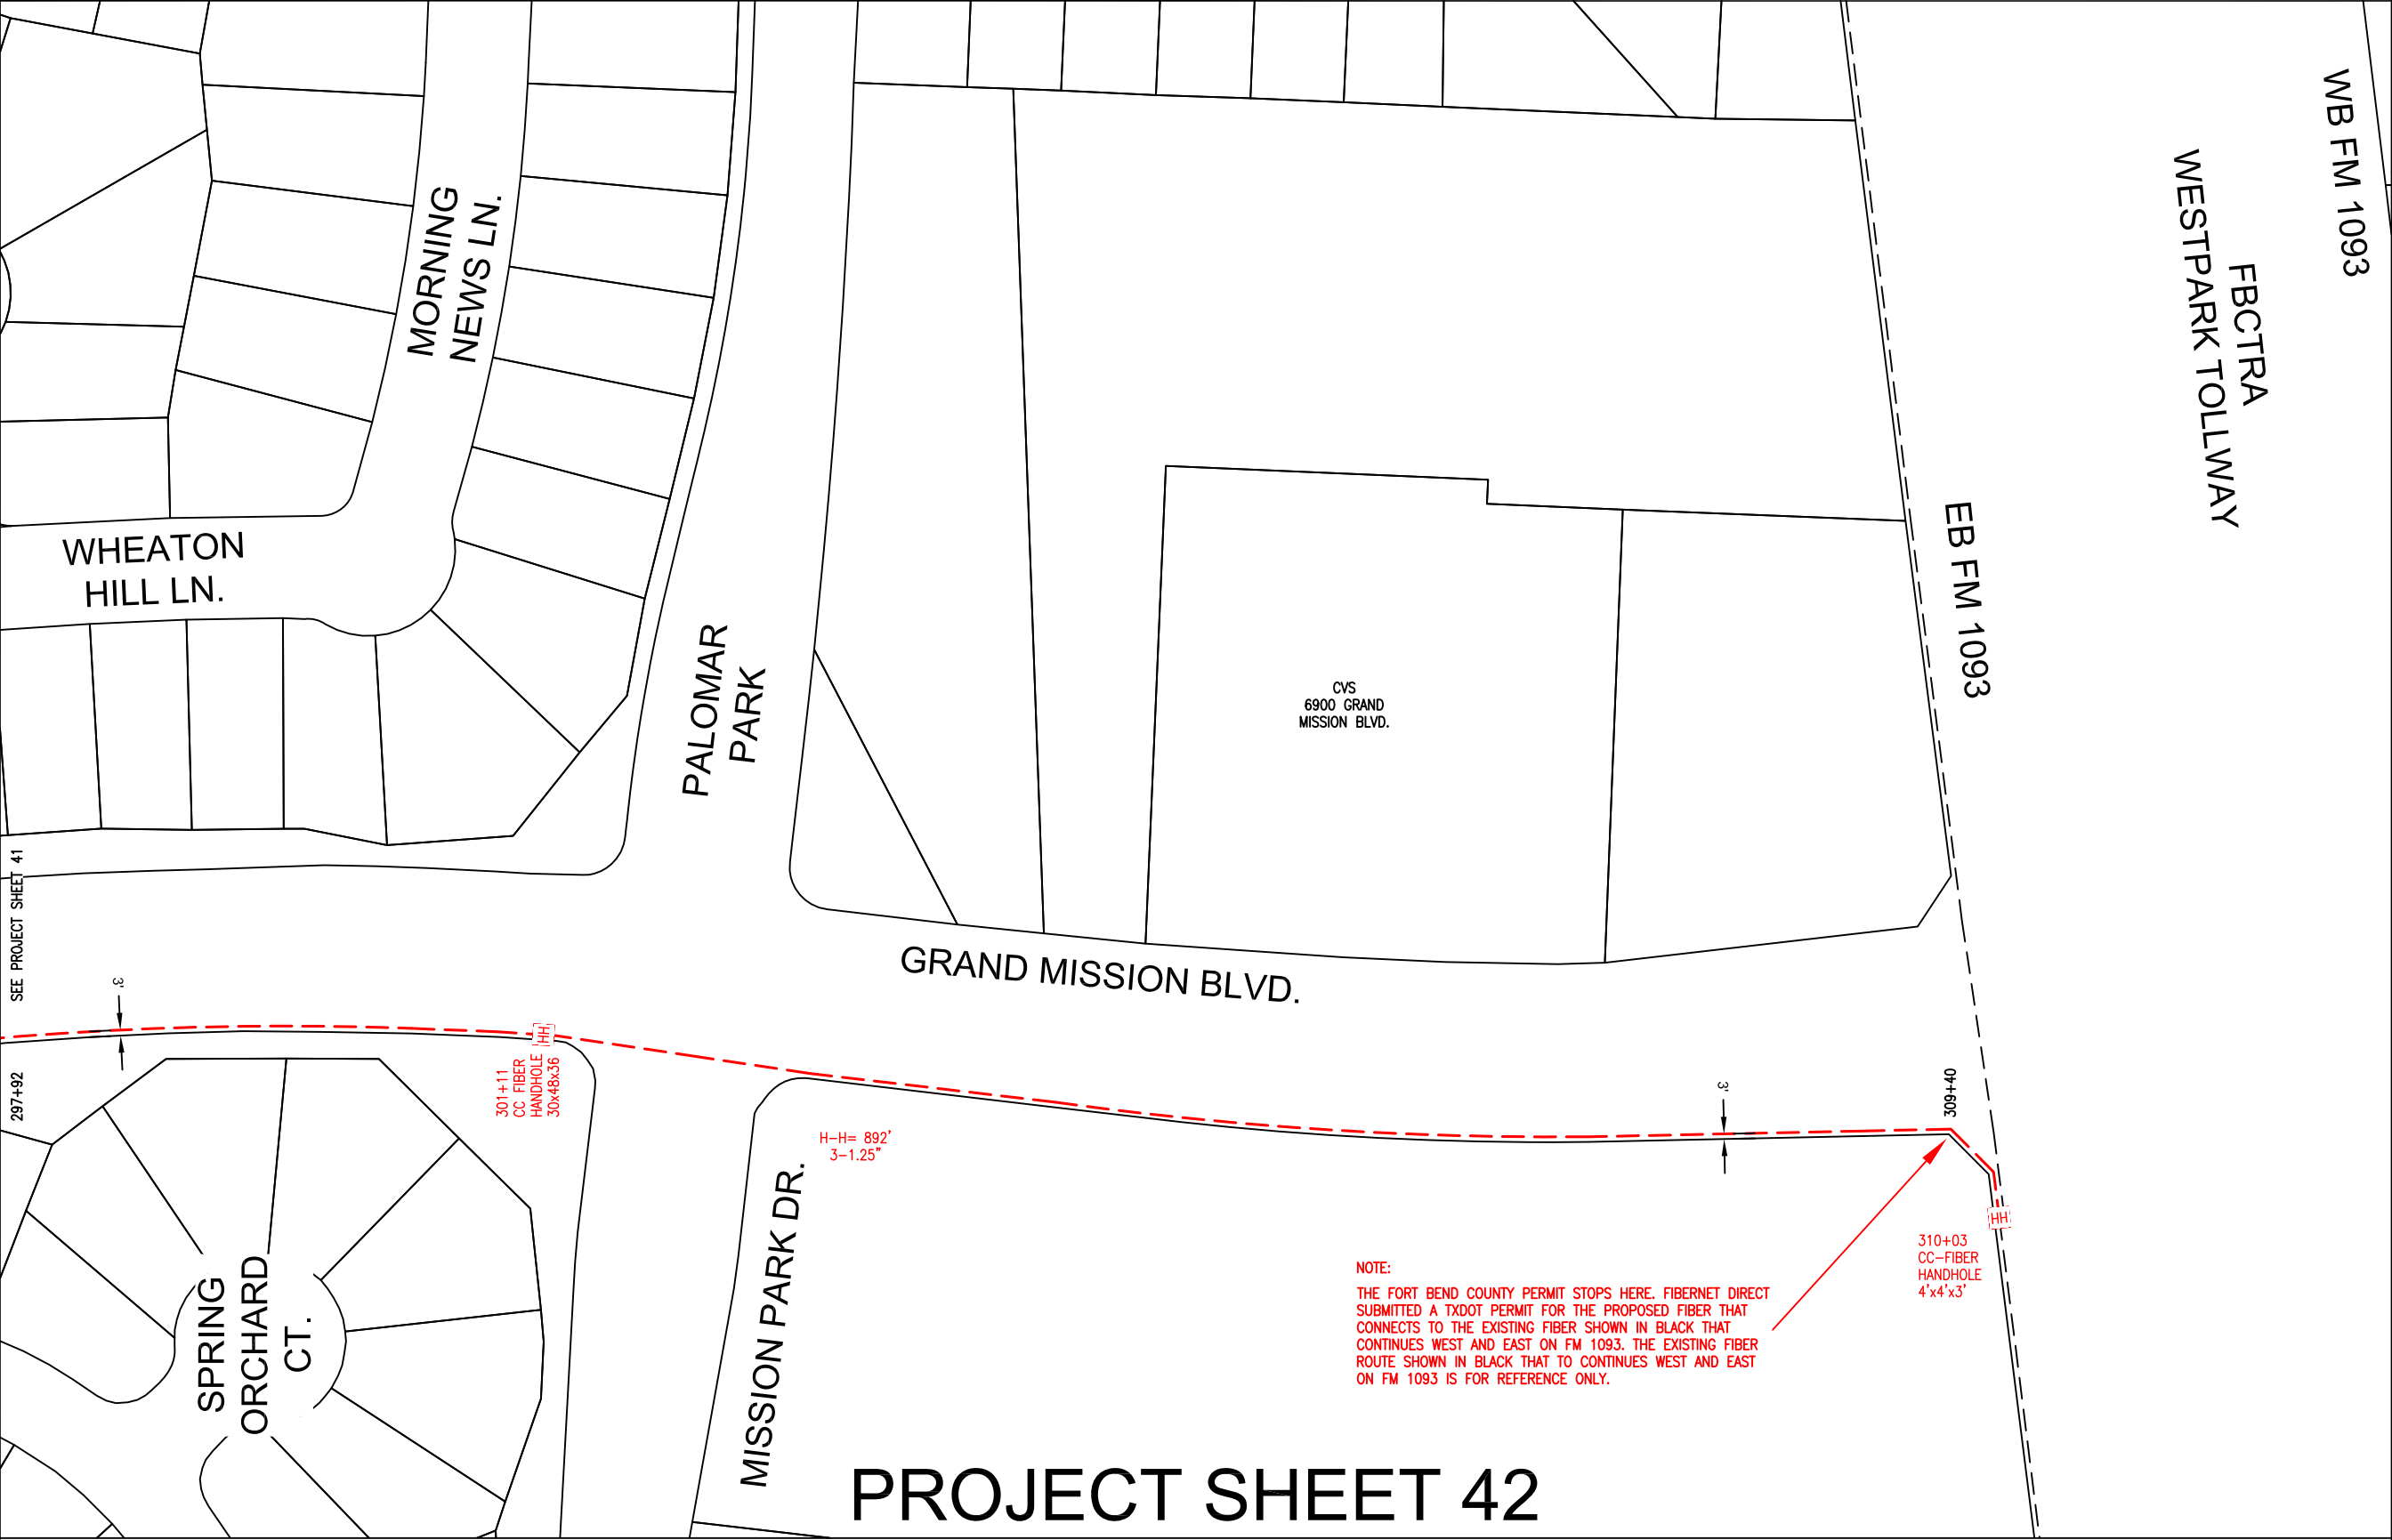 MORNING
NEWS LN.
WHEATON
HILL LN.
PALOMAR
PARK
WB FM 1093
FBCTRA
WESTPARK TOLLWAY
EB FM 1093
CVS
6900 GRAND
MISSION BLVD.
GRAND MISSION BLVD.
SEE PROJECT SHEET 41
297+92
3'
HH
301+11
CC FIBER
HANDHOLE
30x48x36
H-H= 892'
3-1.25"
MISSION PARK DR.
SPRING
ORCHARD
CT.
3'
309+40
HH
310+03
CC-FIBER
HANDHOLE
4'x4'x3'
NOTE:
THE FORT BEND COUNTY PERMIT STOPS HERE. FIBERNET DIRECT
SUBMITTED A TXDOT PERMIT FOR THE PROPOSED FIBER THAT
CONNECTS TO THE EXISTING FIBER SHOWN IN BLACK THAT
CONTINUES WEST AND EAST ON FM 1093. THE EXISTING FIBER
ROUTE SHOWN IN BLACK THAT TO CONTINUES WEST AND EAST
ON FM 1093 IS FOR REFERENCE ONLY.
PROJECT SHEET 42